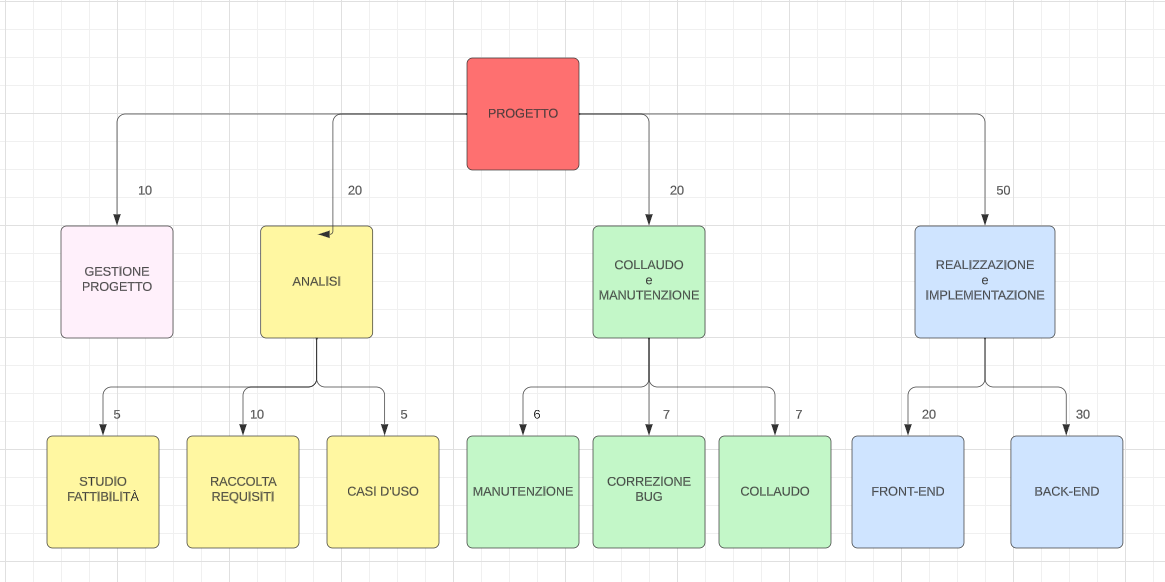 PROGETTO
10
20
20
50
GESTIONE
PROGETTO
ANALISI
COLLAUDO
e
MANUTENZIONE
REALIZZAZIONE
e
IMPLEMENTAZIONE
5
10
5
6
7
7
20
30
STUDIO
FATTIBILITÀ
RACCOLTA
REQUISITI
CASI D'USO
MANUTENZIONE
CORREZIONE
BUG
COLLAUDO
FRONT-END
BACK-END